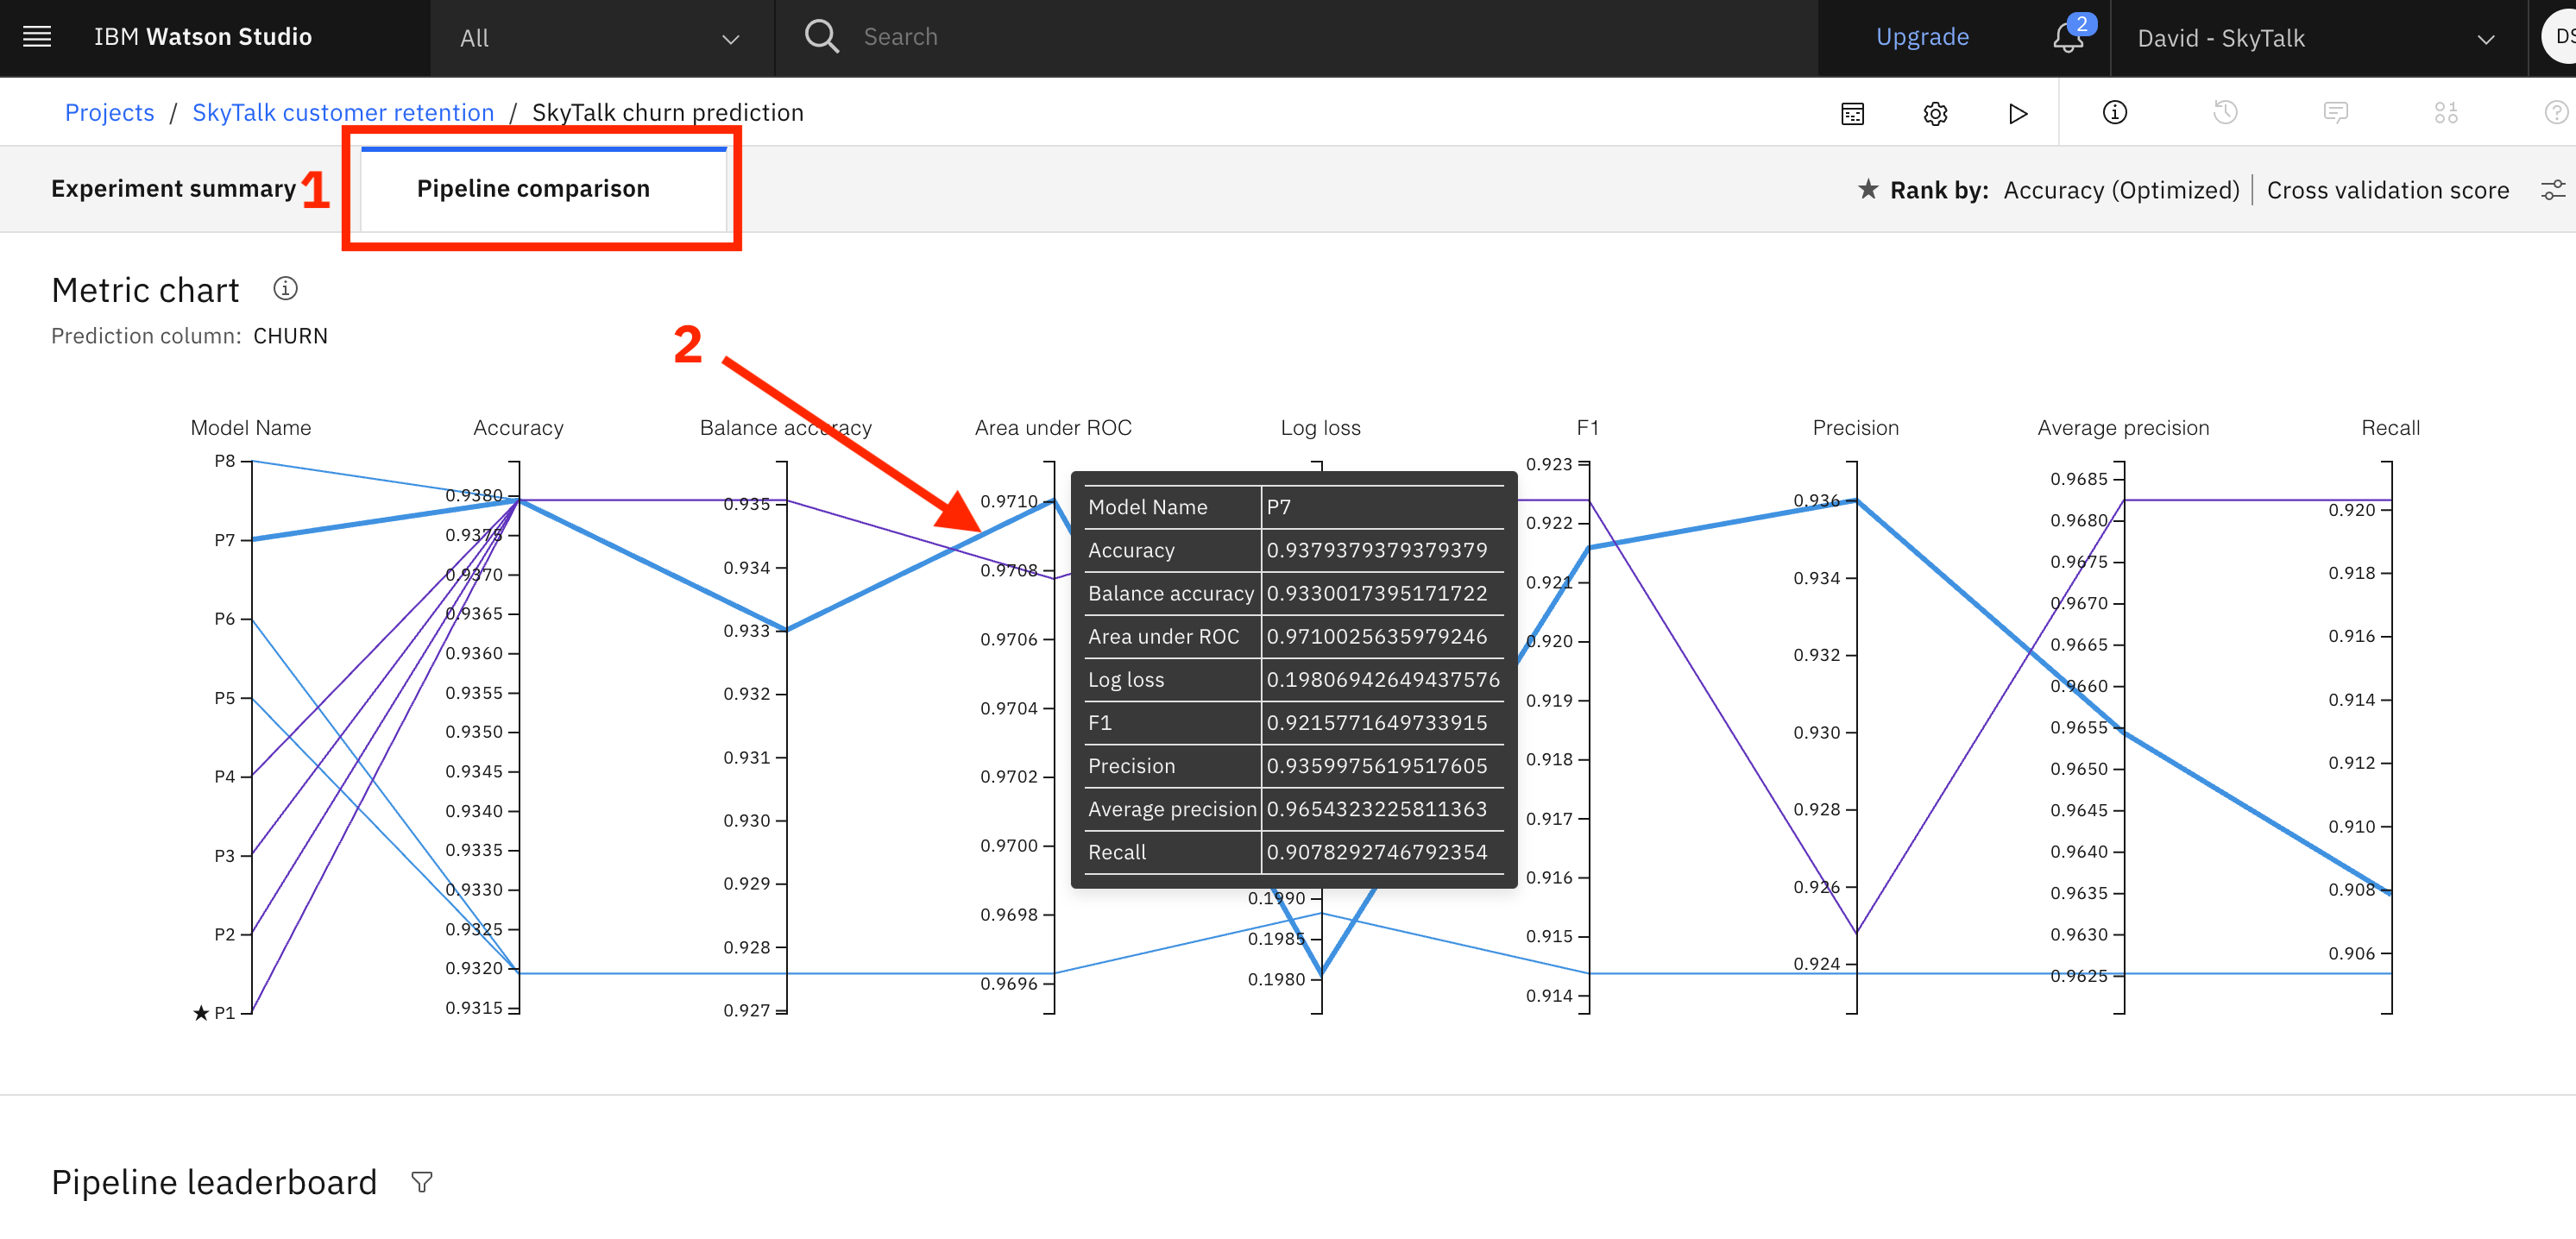 IBM Watson Studio
All
Search
Upgrade
2
David - SkyTalk
DS
Projects / SkyTalk customer retention / SkyTalk churn prediction
Experiment summary
1
Pipeline comparison
★ Rank by: Accuracy (Optimized) | Cross validation score
Metric chart
Prediction column: CHURN
2
Model Name
P8
P7
P6
P5
P4
P3
P2
★ P1
Accuracy
0.9380
0.9375
0.9370
0.9365
0.9360
0.9355
0.9350
0.9345
0.9340
0.9335
0.9330
0.9325
0.9320
0.9315
Balance accuracy
0.935
0.934
0.933
0.932
0.931
0.930
0.929
0.928
0.927
Area under ROC
0.9710
0.9708
0.9706
0.9704
0.9702
0.9700
0.9698
0.9696
Log loss
0.1990
0.1985
0.1980
Model Name P7
Accuracy 0.9379379379379379
Balance accuracy 0.9330017395171722
Area under ROC 0.9710025635979246
Log loss 0.19806942649437576
F1 0.9215771649733915
Precision 0.9359975619517605
Average precision 0.9654323225811363
Recall 0.9078292746792354
F1
0.923
0.922
0.921
0.920
0.919
0.918
0.917
0.916
0.915
0.914
Precision
0.936
0.934
0.932
0.930
0.928
0.926
0.924
Average precision
0.9685
0.9680
0.9675
0.9670
0.9665
0.9660
0.9655
0.9650
0.9645
0.9640
0.9635
0.9630
0.9625
Recall
0.920
0.918
0.916
0.914
0.912
0.910
0.908
0.906
Pipeline leaderboard